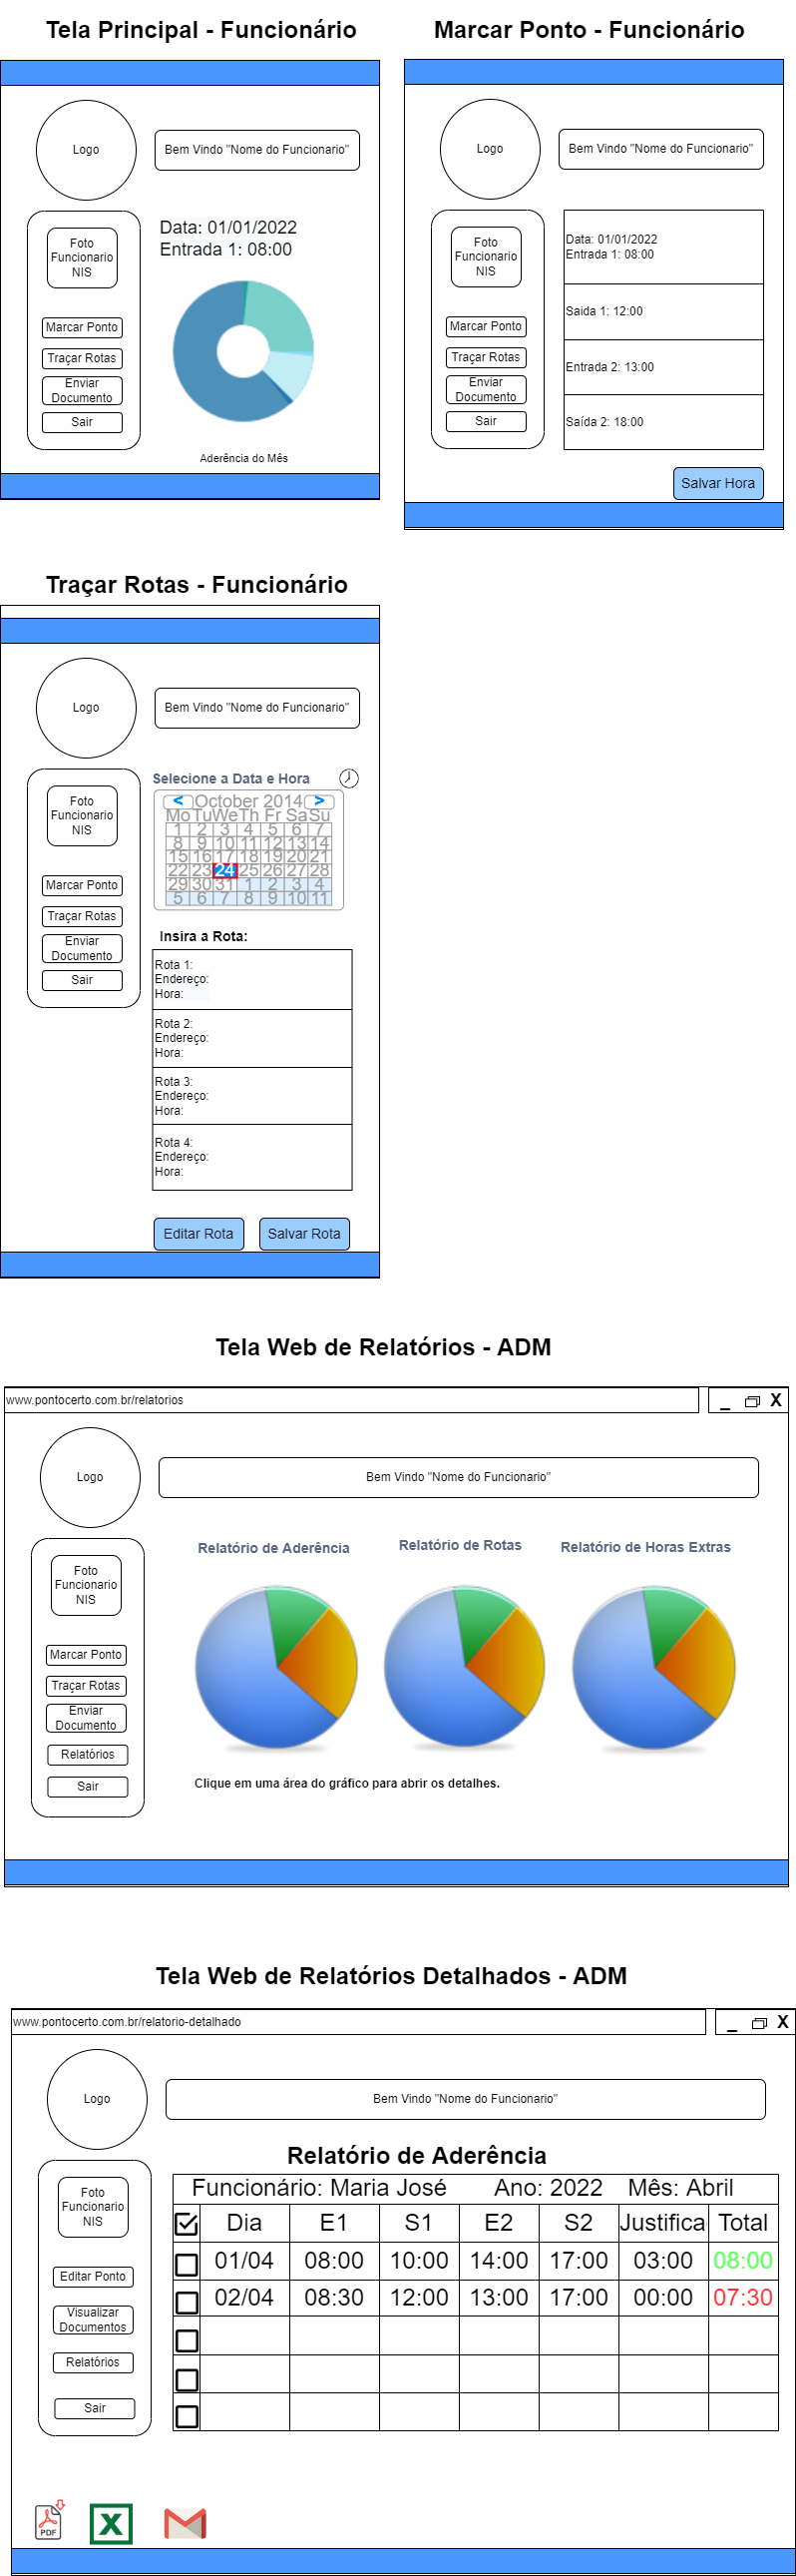 Tela Principal - Funcionário
Logo
Bem Vindo "Nome do Funcionario"
Foto
Funcionario
NIS
Marcar Ponto
Traçar Rotas
Enviar
Documento
Sair
Data: 01/01/2022
Entrada 1: 08:00
Aderência do Mês
Marcar Ponto - Funcionário
Logo
Bem Vindo "Nome do Funcionario"
Foto
Funcionario
NIS
Marcar Ponto
Traçar Rotas
Enviar
Documento
Sair
Data: 01/01/2022
Entrada 1: 08:00
Saida 1: 12:00
Entrada 2: 13:00
Saída 2: 18:00
Salvar Hora
Traçar Rotas - Funcionário
Logo
Bem Vindo "Nome do Funcionario"
Foto
Funcionario
NIS
Marcar Ponto
Traçar Rotas
Enviar
Documento
Sair
Selecione a Data e Hora
< October 2014 >
Mo Tu We Th Fr Sa Su
1 2 3 4 5 6 7
8 9 10 11 12 13 14
15 16 17 18 19 20 21
22 23 24 25 26 27 28
29 30 31 1 2 3 4
5 6 7 8 9 10 11
Insira a Rota:
Rota 1:
Endereço:
Hora:
Rota 2:
Endereço:
Hora:
Rota 3:
Endereço:
Hora:
Rota 4:
Endereço:
Hora:
Editar Rota
Salvar Rota
Tela Web de Relatórios - ADM
www.pontocerto.com.br/relatorios
_ X
Logo
Bem Vindo "Nome do Funcionario"
Foto
Funcionario
NIS
Marcar Ponto
Traçar Rotas
Enviar
Documento
Relatórios
Sair
Relatório de Aderência
Relatório de Rotas
Relatório de Horas Extras
Clique em uma área do gráfico para abrir os detalhes.
Tela Web de Relatórios Detalhados - ADM
www.pontocerto.com.br/relatorio-detalhado
_ X
Logo
Bem Vindo "Nome do Funcionario"
Foto
Funcionario
NIS
Editar Ponto
Visualizar
Documentos
Relatórios
Sair
Relatório de Aderência
Funcionário: Maria José Ano: 2022 Mês: Abril
Dia E1 S1 E2 S2 Justifica Total
01/04 08:00 10:00 14:00 17:00 03:00 08:00
02/04 08:30 12:00 13:00 17:00 00:00 07:30
PDF
X